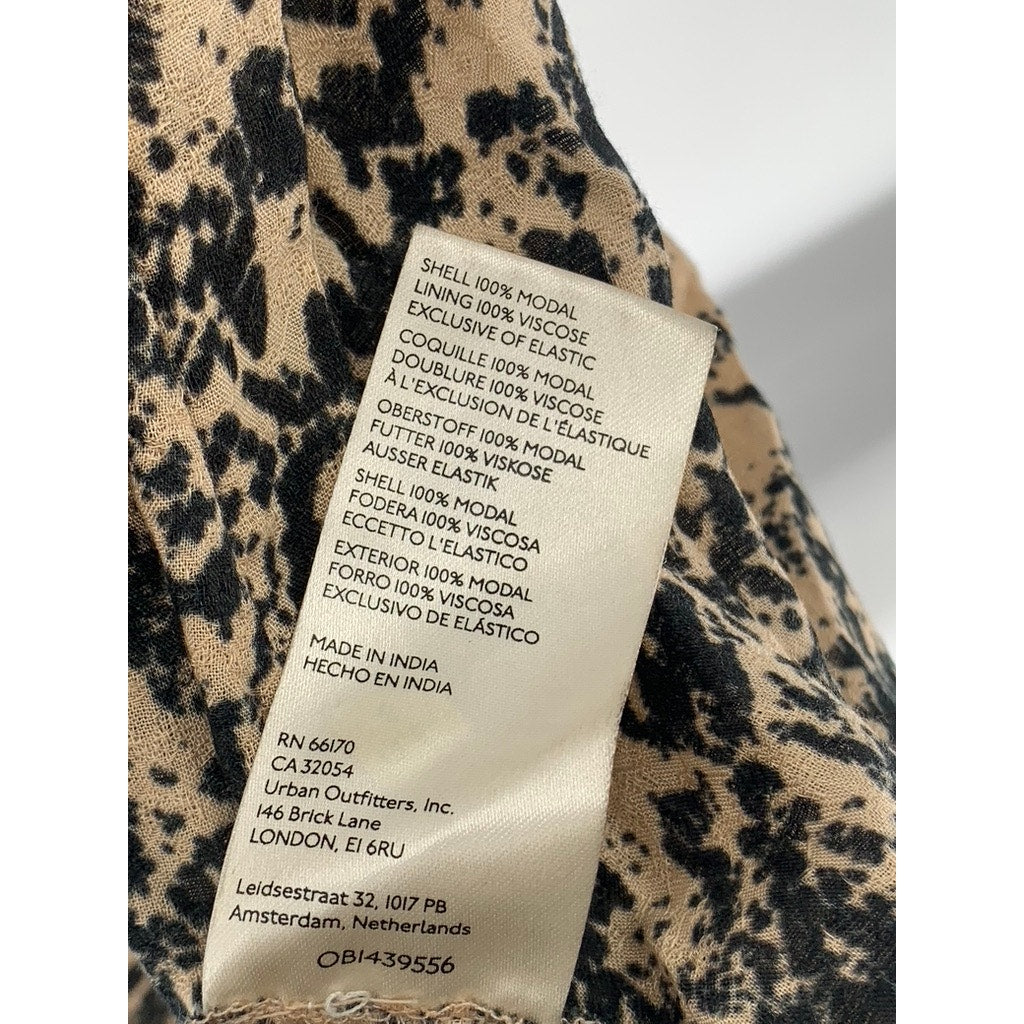 SHELL 100% MODAL
LINING 100% VISCOSE
EXCLUSIVE OF ELASTIC
COQUILLE 100% MODAL
DOUBLURE 100% VISCOSE
À L'EXCLUSION DE L'ÉLASTIQUE
OBERSTOFF 100% MODAL
FUTTER 100% VISKOSE
AUSSER ELASTIK
SHELL 100% MODAL
FODERA 100% VISCOSA
ECCETTO L'ELASTICO
EXTERIOR 100% MODAL
FORRO 100% VISCOSA
EXCLUSIVO DE ELÁSTICO
MADE IN INDIA
HECHO EN INDIA
RN 66170
CA 32054
Urban Outfitters, Inc.
146 Brick Lane
LONDON, E1 6RU
Leidsestraat 32, 1017 PB
Amsterdam, Netherlands
OB1439556